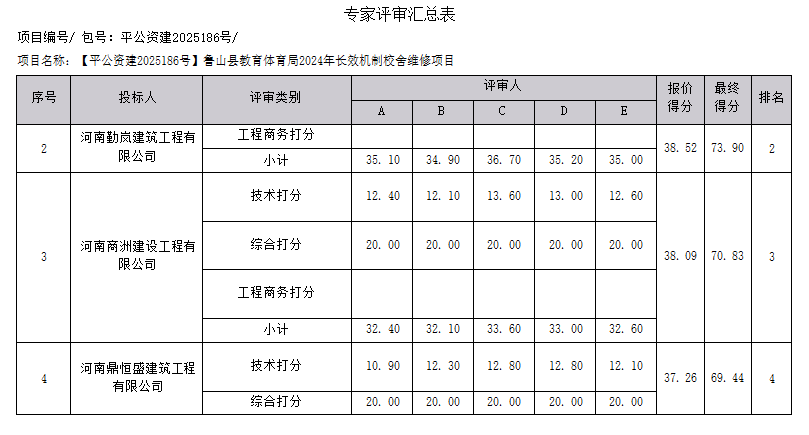 专家评审汇总表
项目编号/ 包号: 平公资建2025186号/
项目名称: 【平公资建2025186号】鲁山县教育体育局2024年长效机制校舍维修项目
序号 投标人 评审类别 评审人 报价得分 最终得分 排名
A B C D E
2 河南勤岚建筑工程有限公司 工程商务打分 38.52 73.90 2
小计 35.10 34.90 36.70 35.20 35.00
3 河南商洲建设工程有限公司 技术打分 12.40 12.10 13.60 13.00 12.60 38.09 70.83 3
综合打分 20.00 20.00 20.00 20.00 20.00
工程商务打分
小计 32.40 32.10 33.60 33.00 32.60
4 河南鼎恒盛建筑工程有限公司 技术打分 10.90 12.30 12.80 12.80 12.10 37.26 69.44 4
综合打分 20.00 20.00 20.00 20.00 20.00